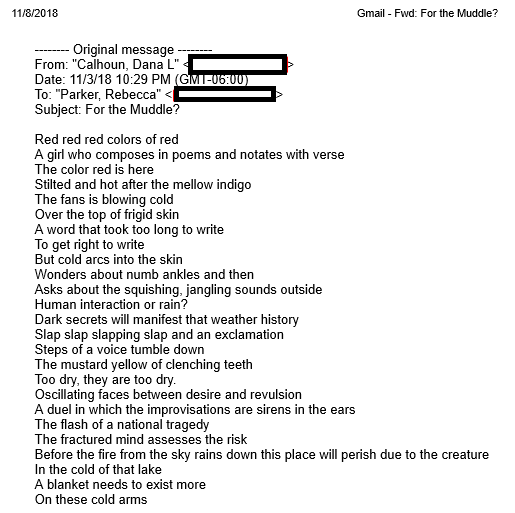 11/8/2018 Gmail - Fwd: For the Muddle?
-------- Original message --------
From: "Calhoun, Dana L" < >
Date: 11/3/18 10:29 PM (GMT-06:00)
To: "Parker, Rebecca" < >
Subject: For the Muddle?
Red red red colors of red
A girl who composes in poems and notates with verse
The color red is here
Stilted and hot after the mellow indigo
The fans is blowing cold
Over the top of frigid skin
A word that took too long to write
To get right to write
But cold arcs into the skin
Wonders about numb ankles and then
Asks about the squishing, jangling sounds outside
Human interaction or rain?
Dark secrets will manifest that weather history
Slap slap slapping slap and an exclamation
Steps of a voice tumble down
The mustard yellow of clenching teeth
Too dry, they are too dry.
Oscillating faces between desire and revulsion
A duel in which the improvisations are sirens in the ears
The flash of a national tragedy
The fractured mind assesses the risk
Before the fire from the sky rains down this place will perish due to the creature
In the cold of that lake
A blanket needs to exist more
On these cold arms